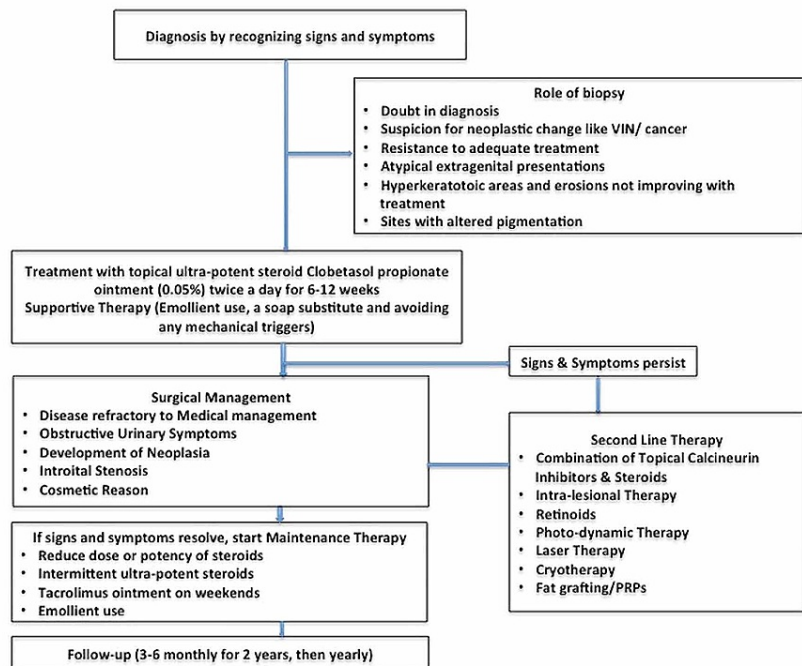 Diagnosis by recognizing signs and symptoms
Role of biopsy
• Doubt in diagnosis
• Suspicion for neoplastic change like VIN/ cancer
• Resistance to adequate treatment
• Atypical extragenital presentations
• Hyperkeratotoic areas and erosions not improving with
treatment
• Sites with altered pigmentation
Treatment with topical ultra-potent steroid Clobetasol propionate
ointment (0.05%) twice a day for 6-12 weeks
Supportive Therapy (Emollient use, a soap substitute and avoiding
any mechanical triggers)
Signs & Symptoms persist
Surgical Management
• Disease refractory to Medical management
• Obstructive Urinary Symptoms
• Development of Neoplasia
• Introital Stenosis
• Cosmetic Reason
Second Line Therapy
• Combination of Topical Calcineurin
Inhibitors & Steroids
• Intra-lesional Therapy
• Retinoids
• Photo-dynamic Therapy
• Laser Therapy
• Cryotherapy
• Fat grafting/PRPs
If signs and symptoms resolve, start Maintenance Therapy
• Reduce dose or potency of steroids
• Intermittent ultra-potent steroids
• Tacrolimus ointment on weekends
• Emollient use
Follow-up (3-6 monthly for 2 years, then yearly)